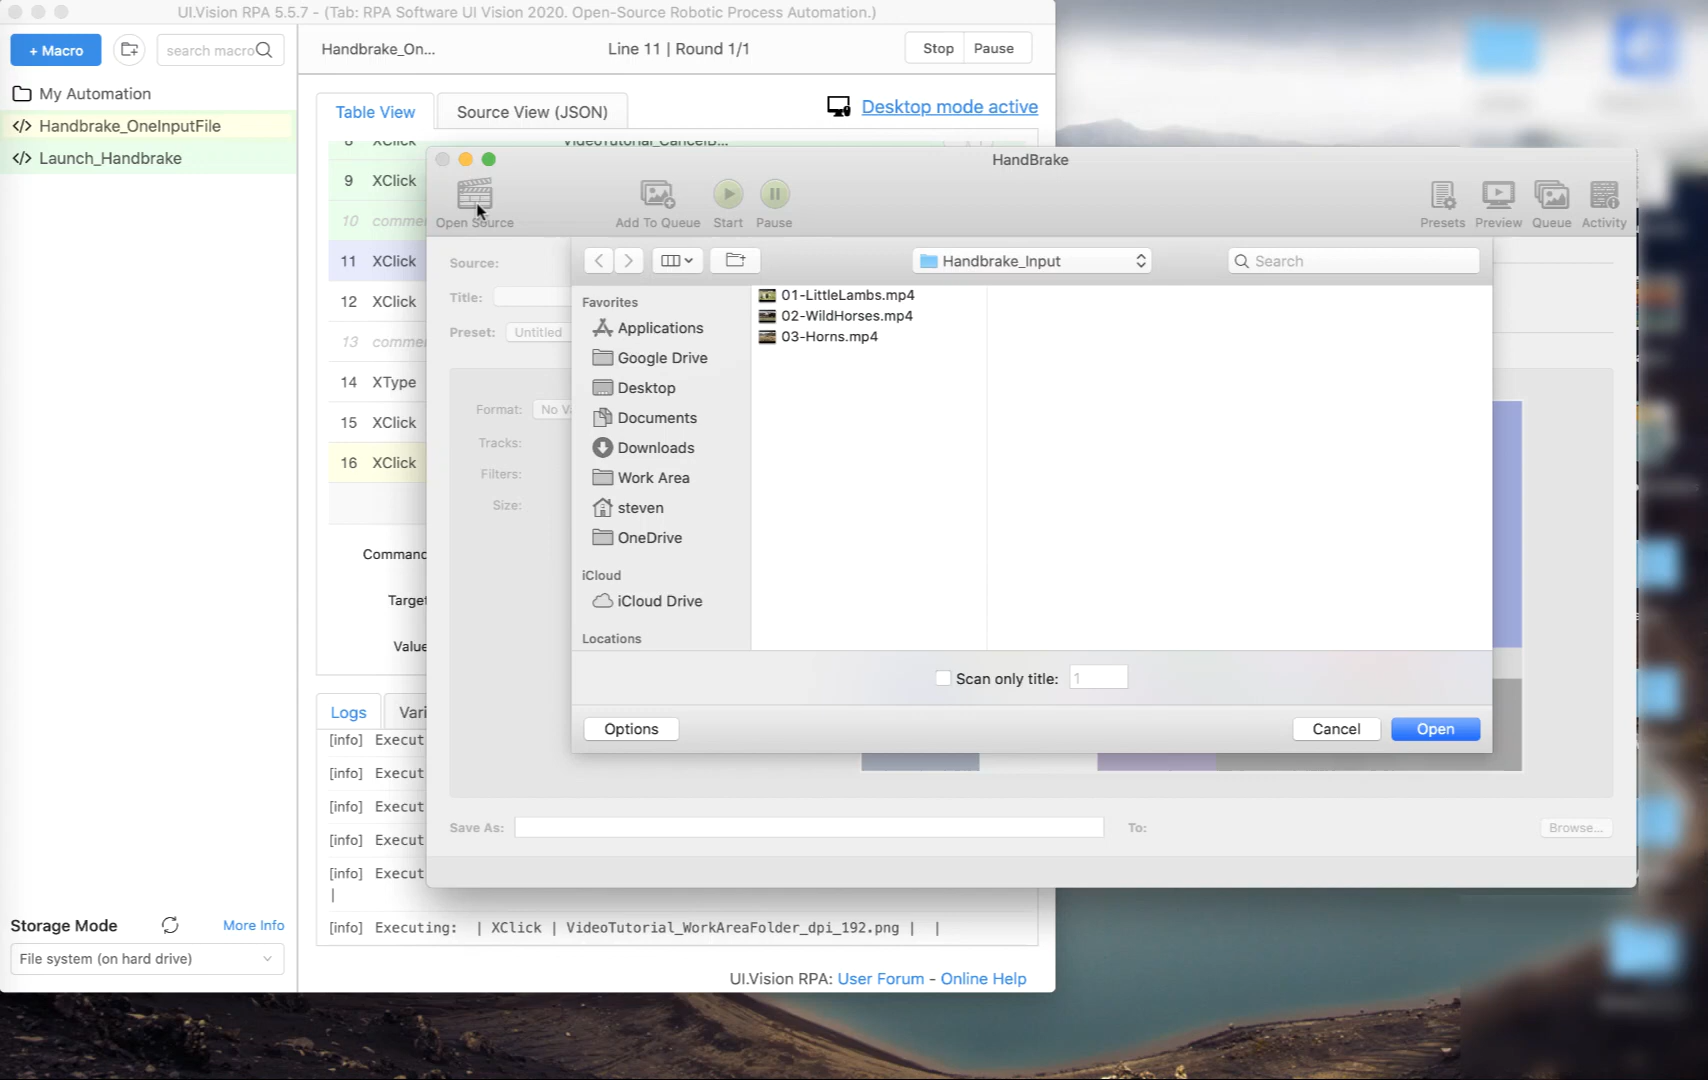 UI.Vision RPA 5.5.7 - (Tab: RPA Software UI Vision 2020. Open-Source Robotic Process Automation.)
+ Macro
search macro
Handbrake_On...
Line 11 | Round 1/1
Stop
Pause
My Automation
Handbrake_OneInputFile
Launch_Handbrake
Table View
Source View (JSON)
Desktop mode active
8 XClick VideoTutorial_CancelB...
9 XClick
10 comme
11 XClick
12 XClick
13 comme
14 XType
15 XClick
16 XClick
Command
Target
Value
HandBrake
Open Source
Add To Queue
Start
Pause
Presets
Preview
Queue
Activity
Source:
Title:
Preset: Untitled
Format: No Va
Tracks:
Filters:
Size:
Handbrake_Input
Search
Favorites
Applications
Google Drive
Desktop
Documents
Downloads
Work Area
steven
OneDrive
iCloud
iCloud Drive
Locations
01-LittleLambs.mp4
02-WildHorses.mp4
03-Horns.mp4
Scan only title: 1
Options
Cancel
Open
Save As:
To:
Browse...
Logs
Vari
[info] Execut
[info] Execut
[info] Execut
[info] Execut
[info] Execut
|
[info] Executing: | XClick | VideoTutorial_WorkAreaFolder_dpi_192.png | |
Storage Mode
More Info
File system (on hard drive)
UI.Vision RPA: User Forum - Online Help